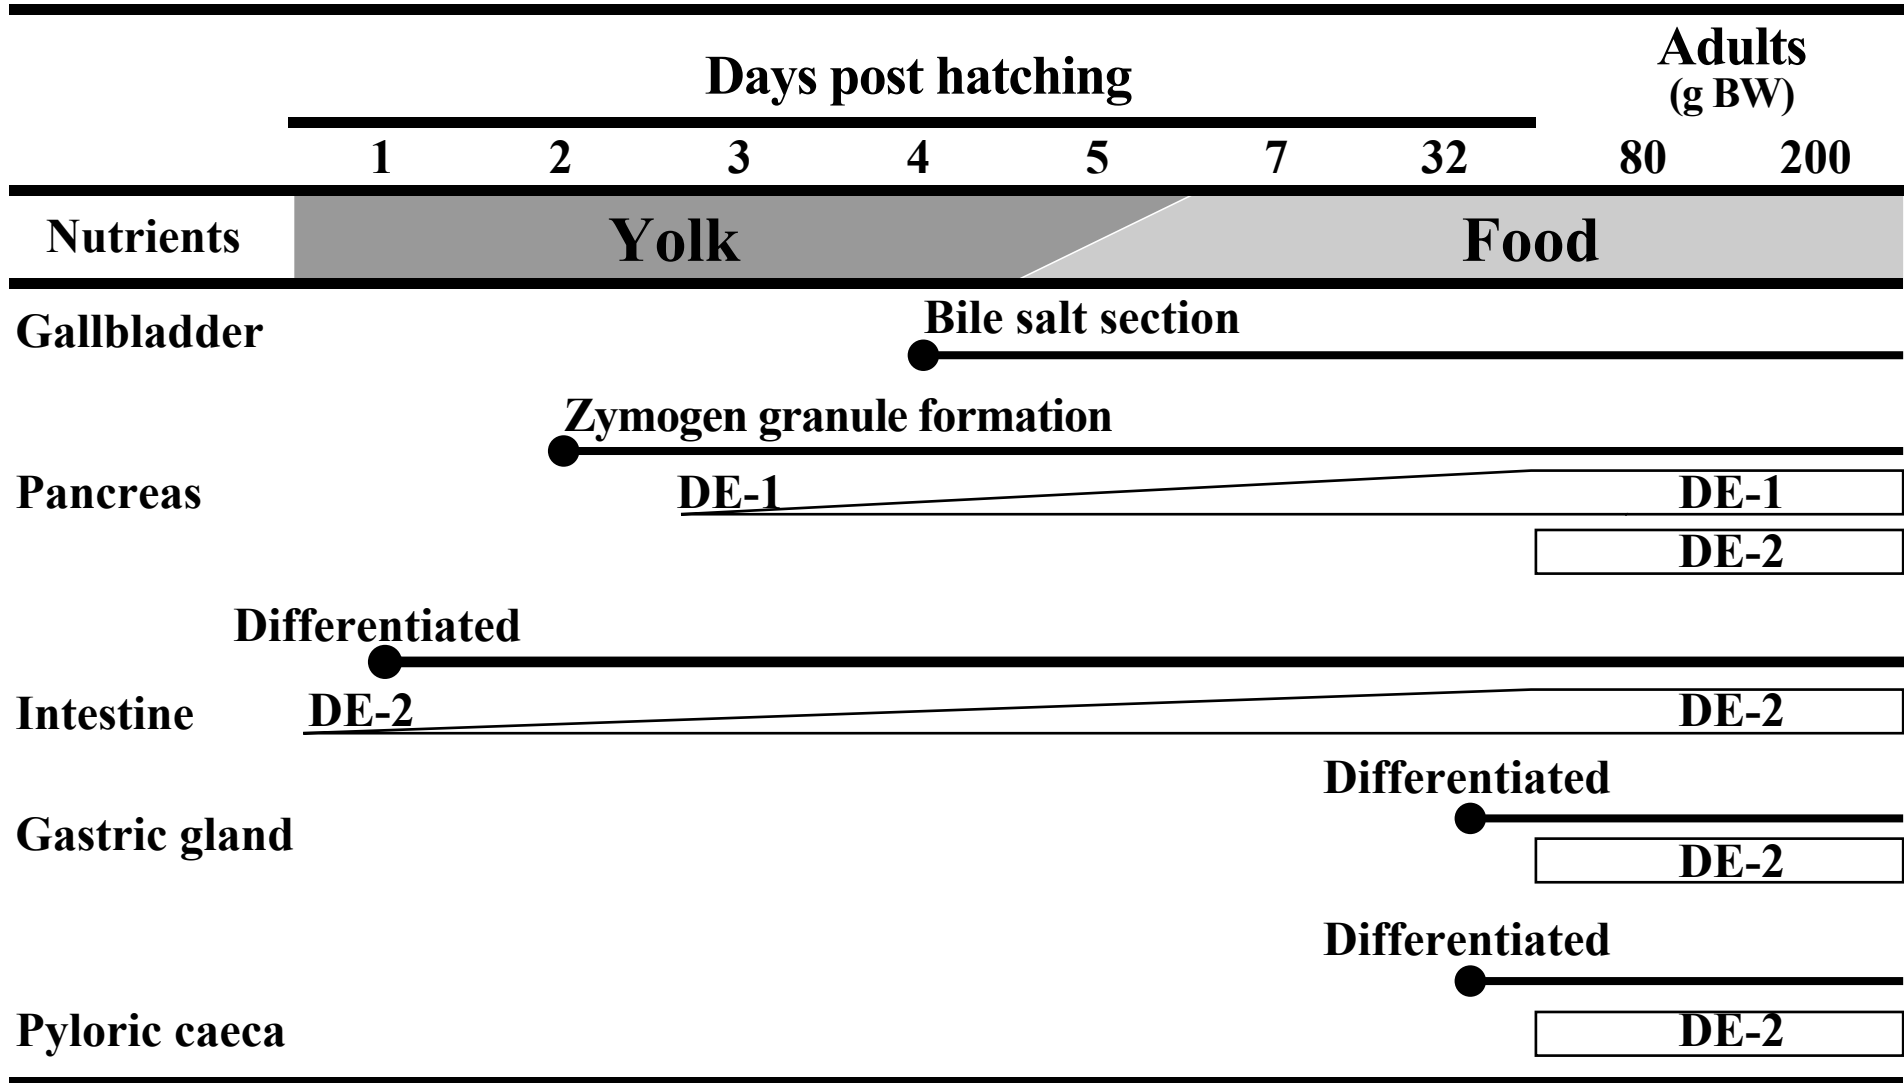 Days post hatching
Adults
(g BW)
1 2 3 4 5 7 32 80 200
Nutrients Yolk Food
Bile salt section
Gallbladder
Zymogen granule formation
Pancreas DE-1 DE-1
DE-2
Differentiated
Intestine DE-2 DE-2
Differentiated
Gastric gland
DE-2
Differentiated
Pyloric caeca DE-2